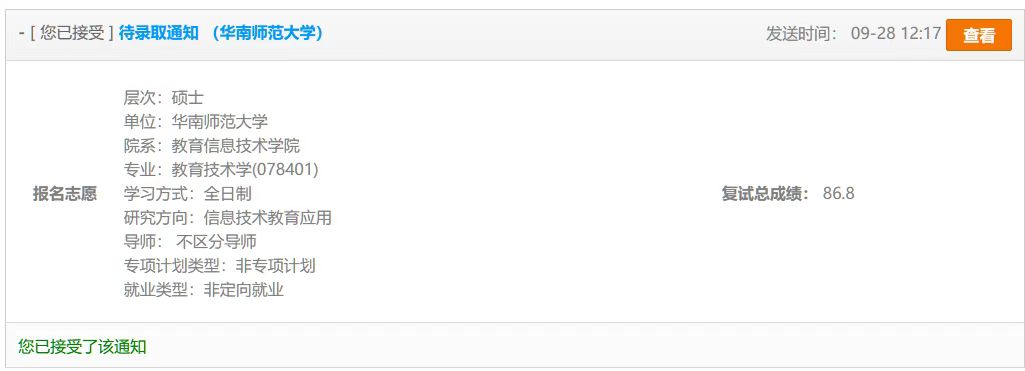 - [ 您已接受 ] 待录取通知 （华南师范大学） 发送时间： 09-28 12:17 查看
层次：硕士
单位：华南师范大学
院系：教育信息技术学院
专业：教育技术学(078401)
报名志愿 学习方式：全日制 复试总成绩： 86.8
研究方向：信息技术教育应用
导师： 不区分导师
专项计划类型：非专项计划
就业类型：非定向就业
您已接受了该通知